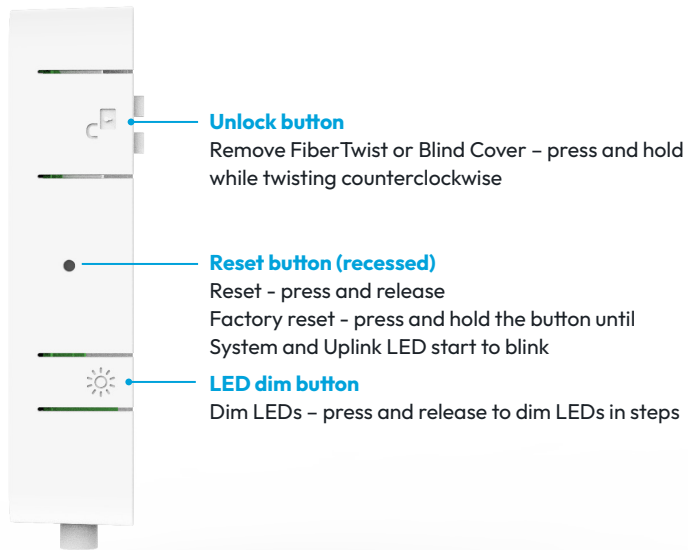 Unlock button
Remove FiberTwist or Blind Cover – press and hold
while twisting counterclockwise
Reset button (recessed)
Reset - press and release
Factory reset - press and hold the button until
System and Uplink LED start to blink
LED dim button
Dim LEDs – press and release to dim LEDs in steps